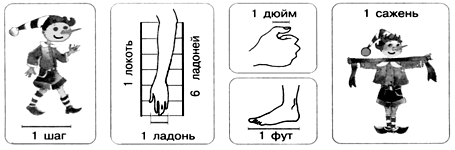 1 шаг
1 локоть
6 ладоней
1 ладонь
1 дюйм
1 фут
1 сажень